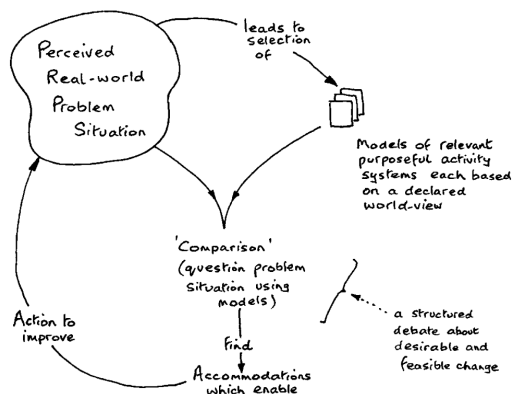 Perceived
Real-world
Problem
Situation
leads to
selection
of
Models of relevant
purposeful activity
systems each based
on a declared
world-view
'Comparison'
(question problem
situation using
models)
find
Accommodations
which enable
Action to
improve
a structured
debate about
desirable and
feasible change